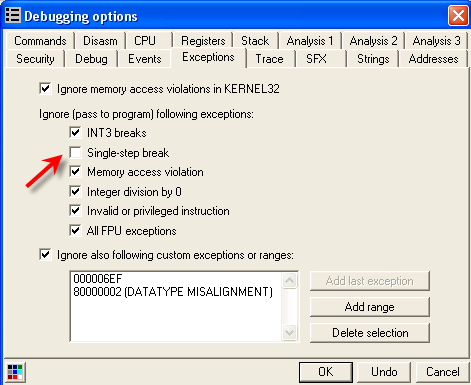 Debugging options
Commands Disasm CPU Registers Stack Analysis 1 Analysis 2 Analysis 3
Security Debug Events Exceptions Trace SFX Strings Addresses
Ignore memory access violations in KERNEL32
Ignore (pass to program) following exceptions:
INT3 breaks
Single-step break
Memory access violation
Integer division by 0
Invalid or privileged instruction
All FPU exceptions
Ignore also following custom exceptions or ranges:
000006EF
80000002 (DATATYPE MISALIGNMENT)
Add last exception
Add range
Delete selection
OK Undo Cancel